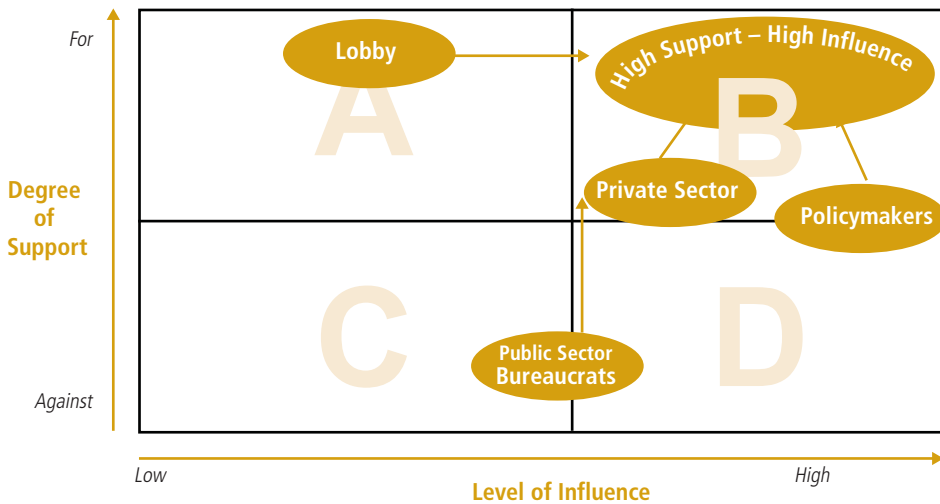 For
Lobby
High Support – High Influence
A
B
Degree
of
Support
Private Sector
Policymakers
C
D
Public Sector
Bureaucrats
Against
Low
High
Level of Influence